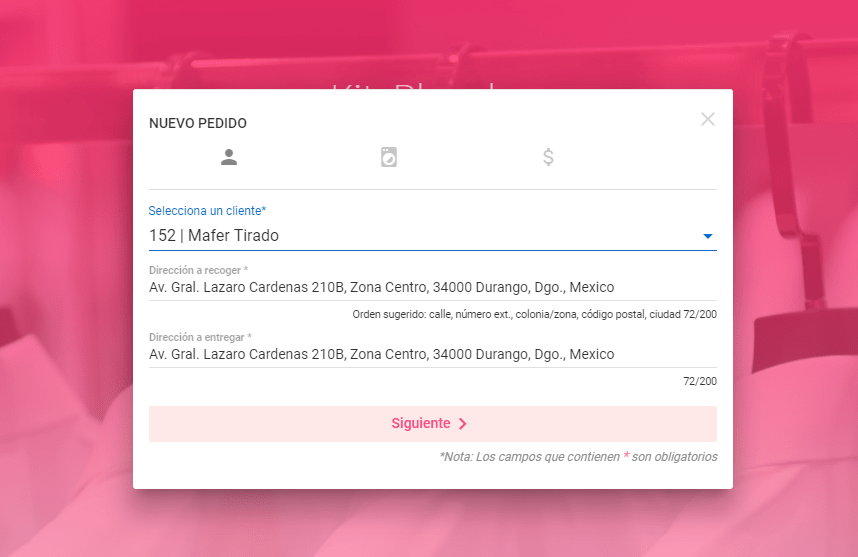 NUEVO PEDIDO
$
Selecciona un cliente*
152 | Mafer Tirado
Dirección a recoger *
Av. Gral. Lazaro Cardenas 210B, Zona Centro, 34000 Durango, Dgo., Mexico
Orden sugerido: calle, número ext., colonia/zona, código postal, ciudad 72/200
Dirección a entregar *
Av. Gral. Lazaro Cardenas 210B, Zona Centro, 34000 Durango, Dgo., Mexico
72/200
Siguiente
*Nota: Los campos que contienen * son obligatorios